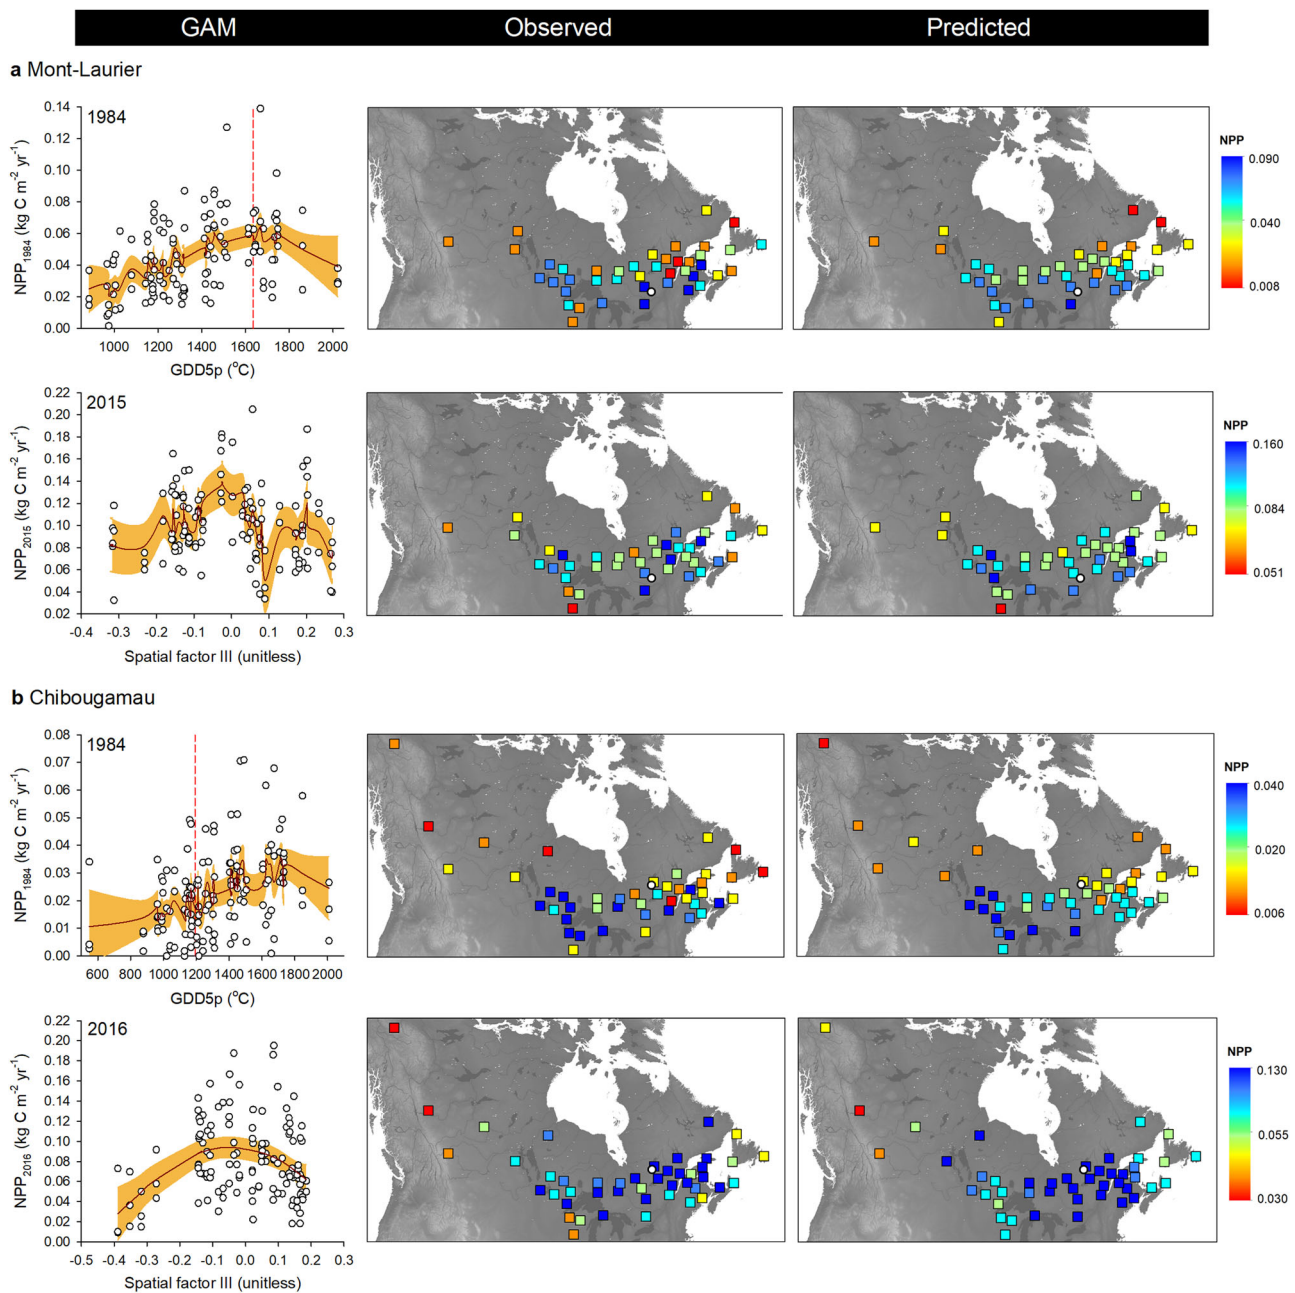 GAM Observed Predicted
a Mont-Laurier
1984
0.14
0.12
0.10
0.08
0.06
0.04
0.02
0.00
NPP1984 (kg C m-2 yr-1)
1000 1200 1400 1600 1800 2000
GDD5p (oC)
NPP
0.090
0.040
0.008
2015
0.22
0.20
0.18
0.16
0.14
0.12
0.10
0.08
0.06
0.04
0.02
NPP2015 (kg C m-2 yr-1)
-0.4 -0.3 -0.2 -0.1 0.0 0.1 0.2 0.3
Spatial factor III (unitless)
NPP
0.160
0.084
0.051
b Chibougamau
1984
0.08
0.07
0.06
0.05
0.04
0.03
0.02
0.01
0.00
NPP1984 (kg C m-2 yr-1)
600 800 1000 1200 1400 1600 1800 2000
GDD5p (oC)
NPP
0.040
0.020
0.006
2016
0.22
0.20
0.18
0.16
0.14
0.12
0.10
0.08
0.06
0.04
0.02
0.00
NPP2016 (kg C m-2 yr-1)
-0.5 -0.4 -0.3 -0.2 -0.1 0.0 0.1 0.2 0.3
Spatial factor III (unitless)
NPP
0.130
0.055
0.030